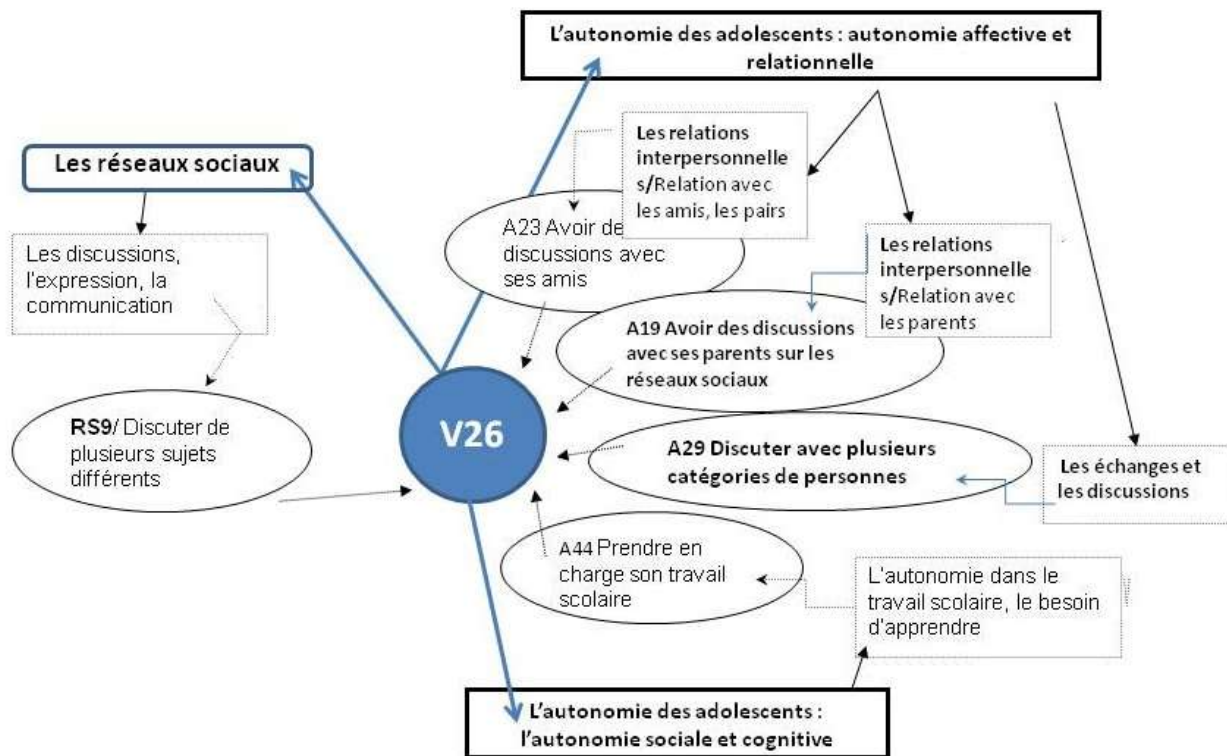 L'autonomie des adolescents : autonomie affective et
relationnelle
Les réseaux sociaux
Les relations
interpersonnelle
s/Relation avec
les amis, les pairs
A23 Avoir de
discussions avec
ses amis
Les discussions,
l'expression, la
communication
Les relations
interpersonnelle
s/Relation avec
les parents
A19 Avoir des discussions
avec ses parents sur les
réseaux sociaux
RS9/ Discuter de
plusieurs sujets
différents
V26
A29 Discuter avec plusieurs
catégories de personnes
Les échanges et
les discussions
A44 Prendre en
charge son travail
scolaire
L'autonomie dans le
travail scolaire, le besoin
d'apprendre
L'autonomie des adolescents :
l'autonomie sociale et cognitive